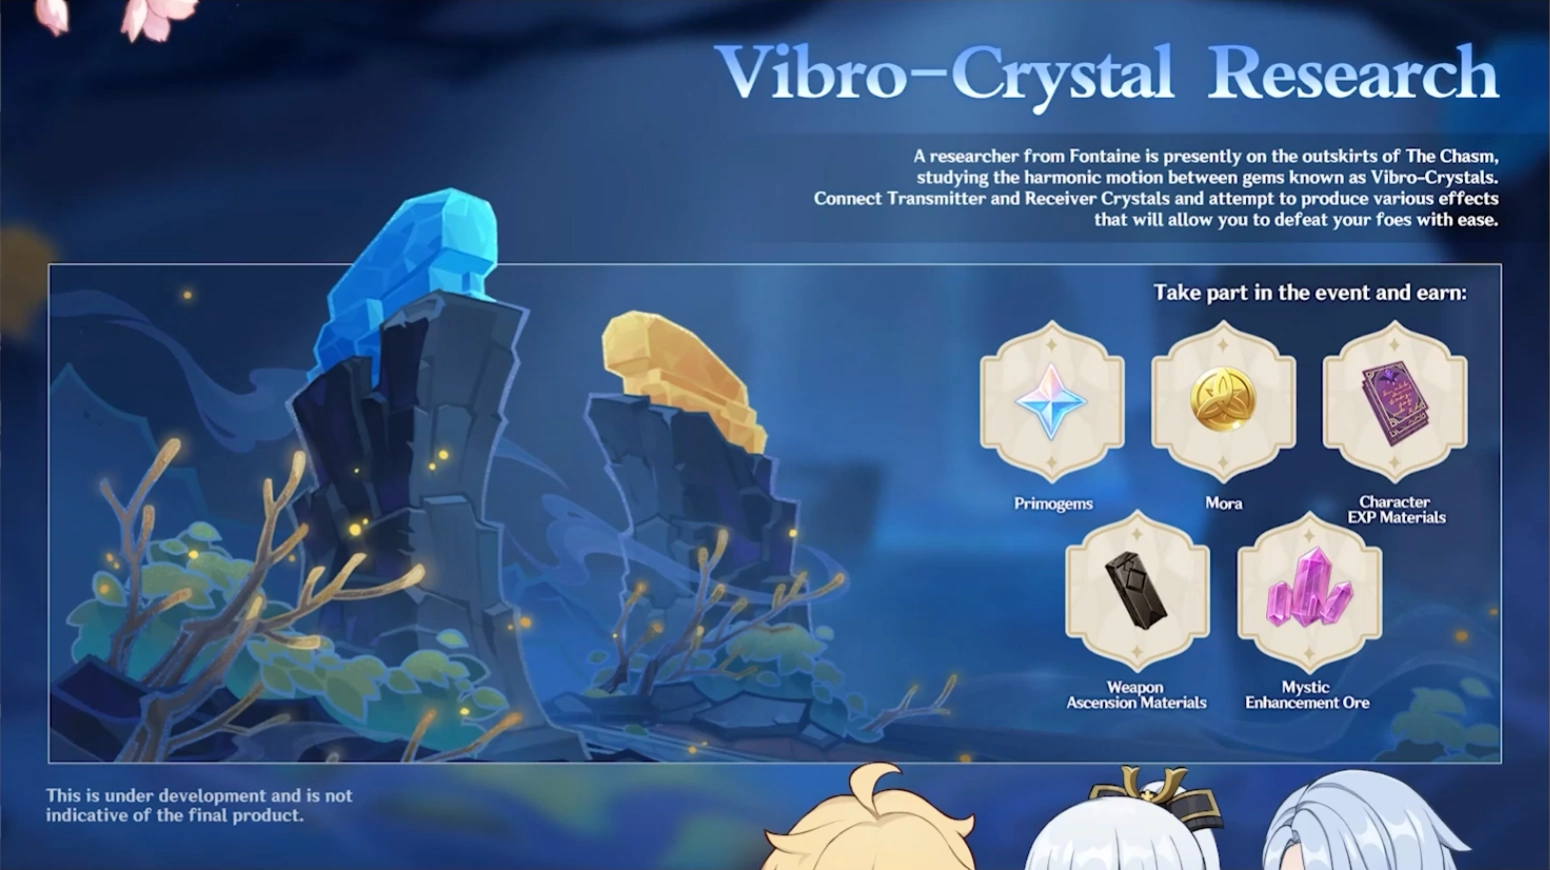 Vibro-Crystal Research
A researcher from Fontaine is presently on the outskirts of The Chasm,
studying the harmonic motion between gems known as Vibro-Crystals.
Connect Transmitter and Receiver Crystals and attempt to produce various effects
that will allow you to defeat your foes with ease.
Take part in the event and earn:
Primogems
Mora
Character
EXP Materials
Weapon
Ascension Materials
Mystic
Enhancement Ore
This is under development and is not
indicative of the final product.